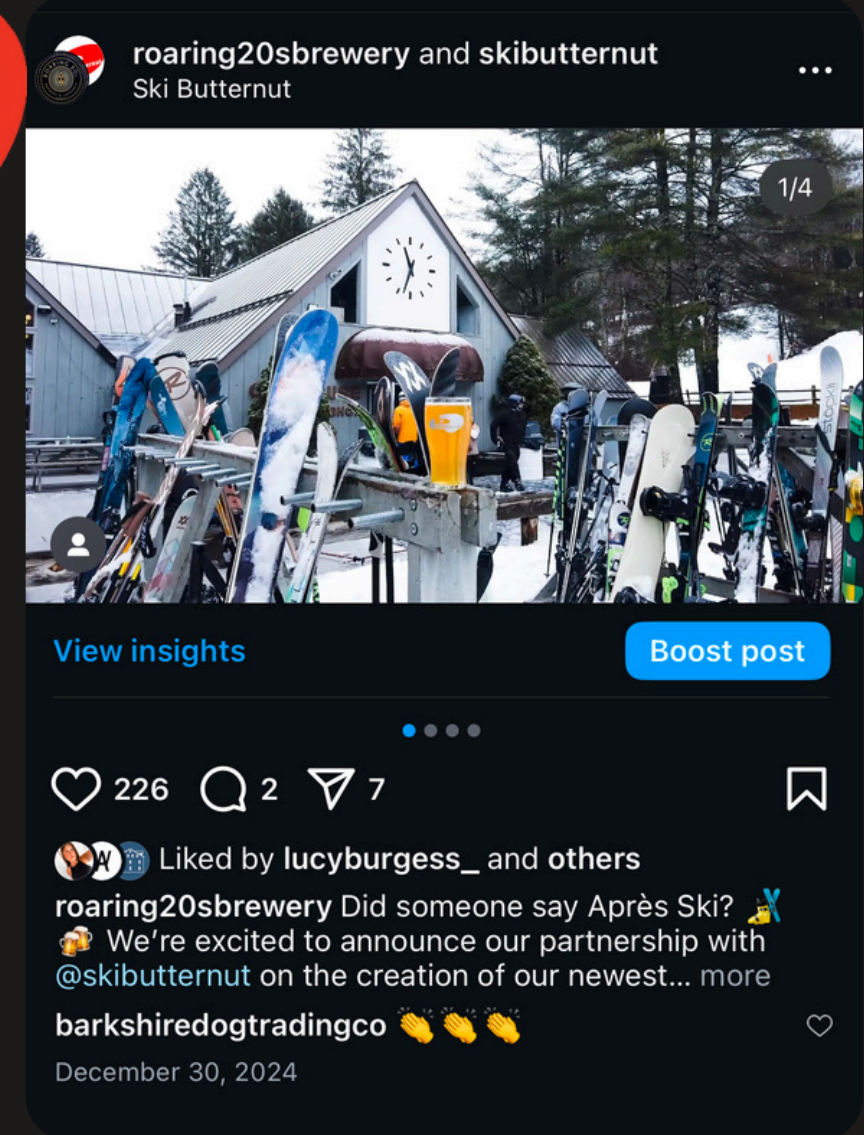 roaring20sbrewery and skibutternut
Ski Butternut
1/4
View insights
Boost post
226
2
7
Liked by lucyburgess_ and others
roaring20sbrewery Did someone say Après Ski? 🎿
🍻 We’re excited to announce our partnership with
@skibutternut on the creation of our newest... more
barkshiredogtradingco 👏👏👏
December 30, 2024